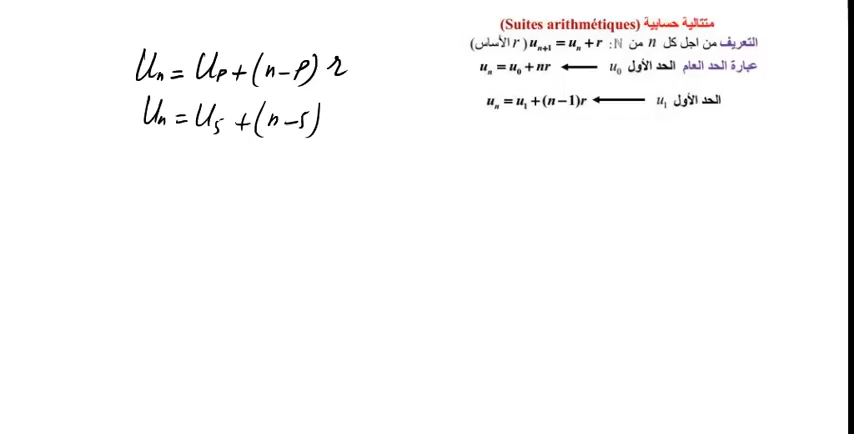 متتالية حسابية (Suites arithmétiques)
التعريف من اجل كل n من ℕ: uₙ₊₁ = uₙ + r (r الأساس)
عبارة الحد العام الحد الأول u₀ ⟵ uₙ = u₀ + nr
الحد الأول u₁ ⟵ uₙ = u₁ + (n−1)r
Uₙ = Uₚ + (n−p) r
Uₙ = U₅ + (n−5)